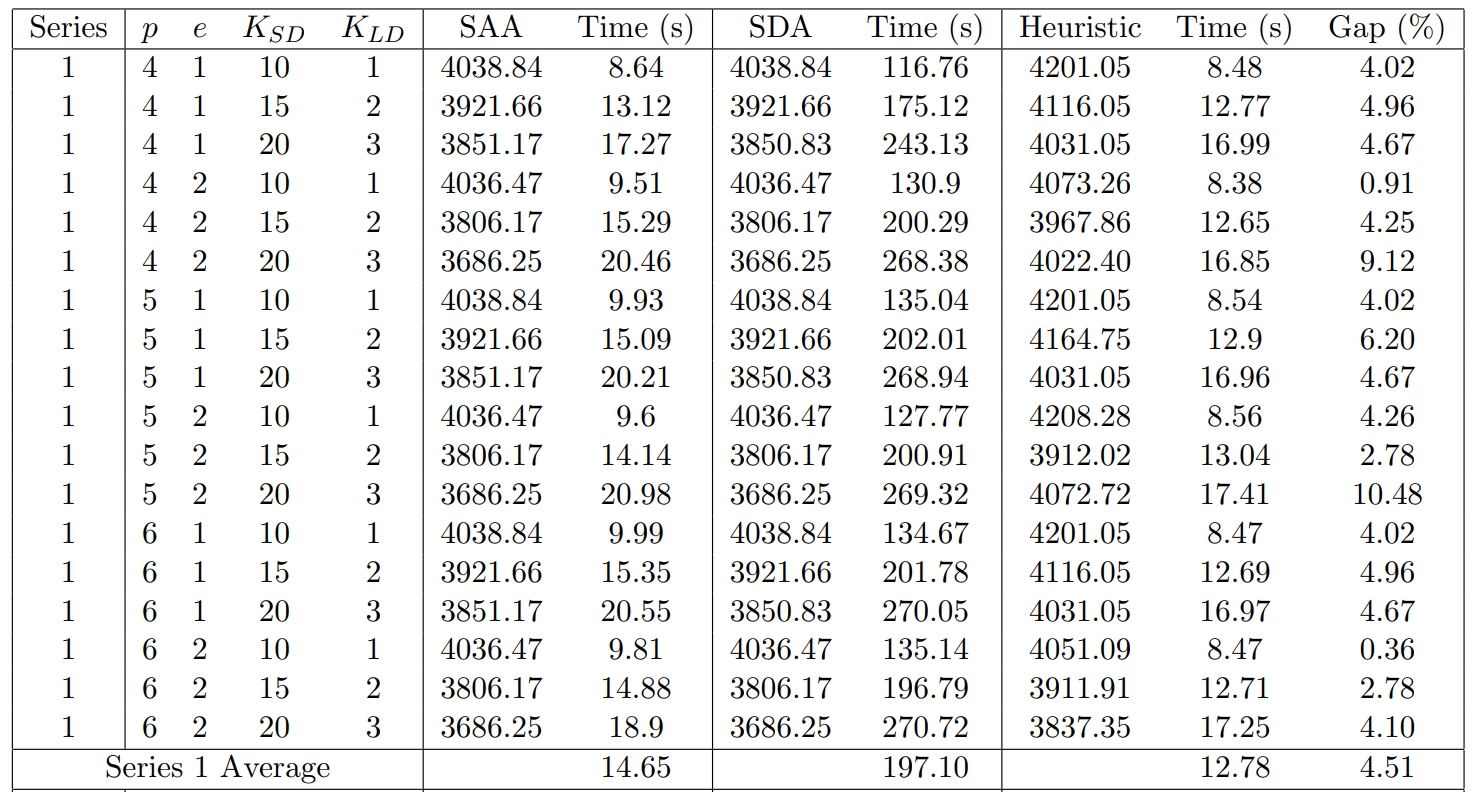 Series p e K_SD K_LD SAA Time (s) SDA Time (s) Heuristic Time (s) Gap (%)
1 4 1 10 1 4038.84 8.64 4038.84 116.76 4201.05 8.48 4.02
1 4 1 15 2 3921.66 13.12 3921.66 175.12 4116.05 12.77 4.96
1 4 1 20 3 3851.17 17.27 3850.83 243.13 4031.05 16.99 4.67
1 4 2 10 1 4036.47 9.51 4036.47 130.9 4073.26 8.38 0.91
1 4 2 15 2 3806.17 15.29 3806.17 200.29 3967.86 12.65 4.25
1 4 2 20 3 3686.25 20.46 3686.25 268.38 4022.40 16.85 9.12
1 5 1 10 1 4038.84 9.93 4038.84 135.04 4201.05 8.54 4.02
1 5 1 15 2 3921.66 15.09 3921.66 202.01 4164.75 12.9 6.20
1 5 1 20 3 3851.17 20.21 3850.83 268.94 4031.05 16.96 4.67
1 5 2 10 1 4036.47 9.6 4036.47 127.77 4208.28 8.56 4.26
1 5 2 15 2 3806.17 14.14 3806.17 200.91 3912.02 13.04 2.78
1 5 2 20 3 3686.25 20.98 3686.25 269.32 4072.72 17.41 10.48
1 6 1 10 1 4038.84 9.99 4038.84 134.67 4201.05 8.47 4.02
1 6 1 15 2 3921.66 15.35 3921.66 201.78 4116.05 12.69 4.96
1 6 1 20 3 3851.17 20.55 3850.83 270.05 4031.05 16.97 4.67
1 6 2 10 1 4036.47 9.81 4036.47 135.14 4051.09 8.47 0.36
1 6 2 15 2 3806.17 14.88 3806.17 196.79 3911.91 12.71 2.78
1 6 2 20 3 3686.25 18.9 3686.25 270.72 3837.35 17.25 4.10
Series 1 Average 14.65 197.10 12.78 4.51